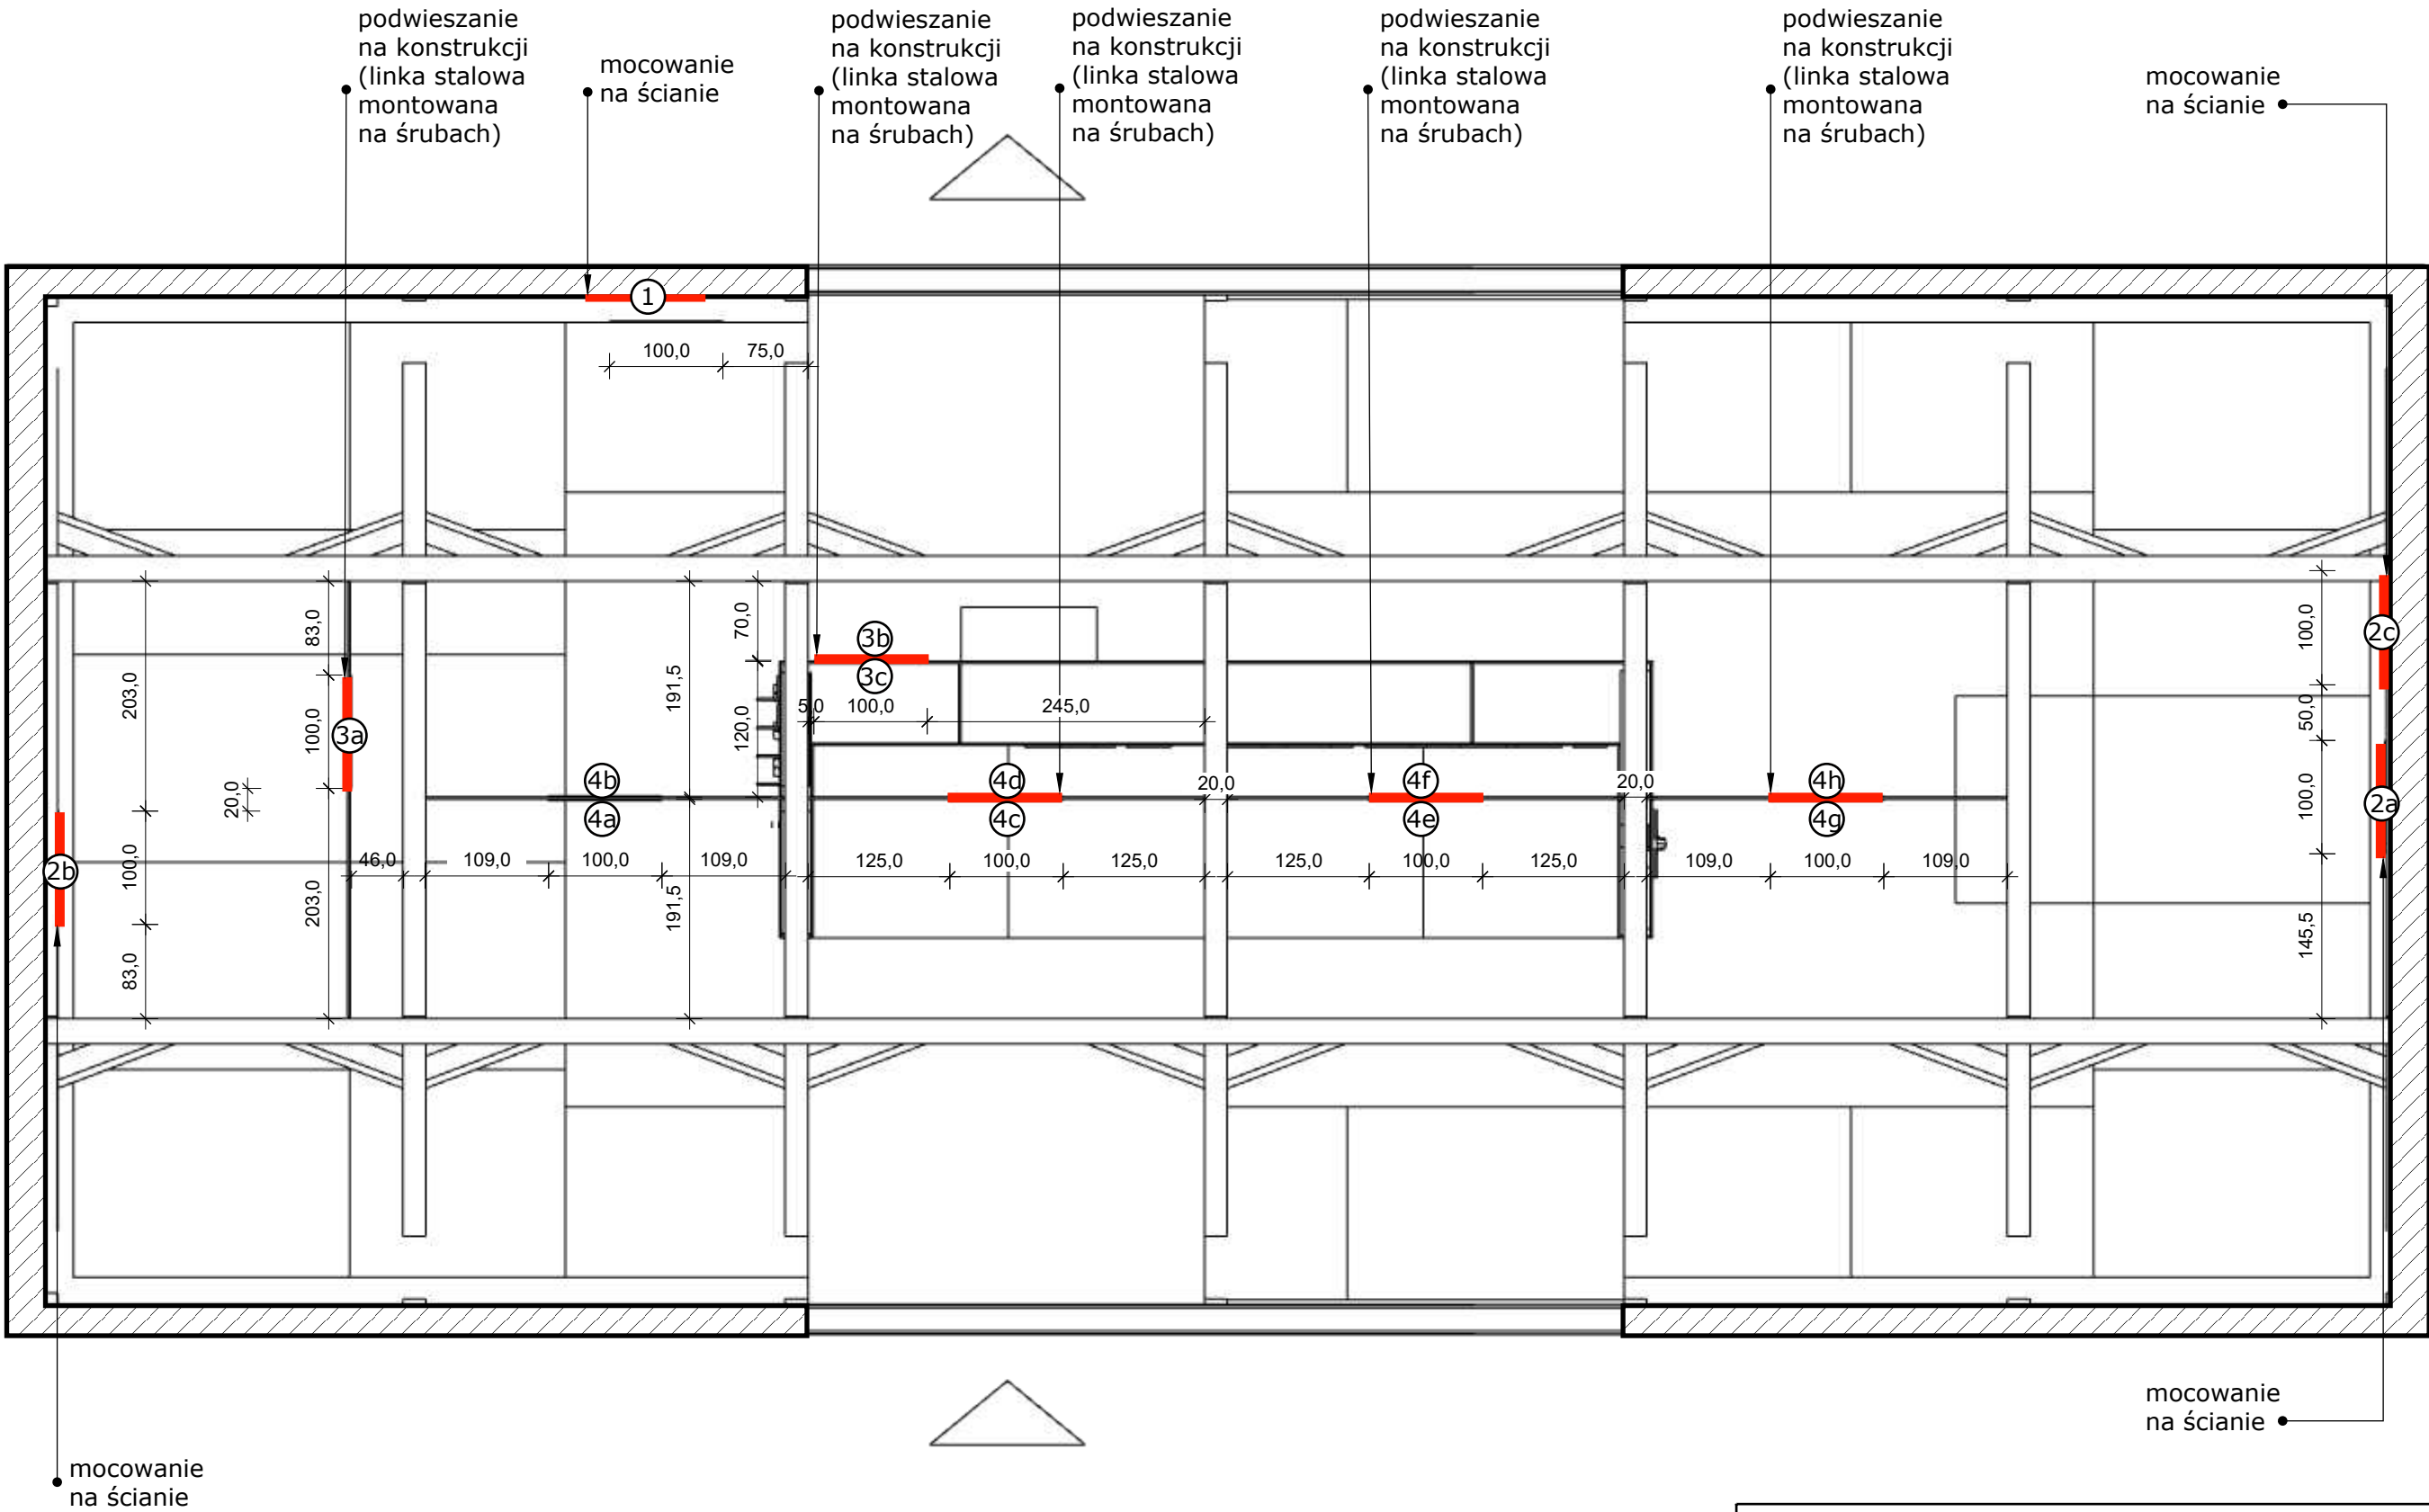 podwieszanie
na konstrukcji
(linka stalowa
montowana
na śrubach)
mocowanie
na ścianie
podwieszanie
na konstrukcji
(linka stalowa
montowana
na śrubach)
podwieszanie
na konstrukcji
(linka stalowa
montowana
na śrubach)
podwieszanie
na konstrukcji
(linka stalowa
montowana
na śrubach)
podwieszanie
na konstrukcji
(linka stalowa
montowana
na śrubach)
mocowanie
na ścianie
1
100,0 75,0
83,0
70,0
100,0
203,0
191,5
3b
3c
2c
5,0 100,0 245,0
50,0
3a
100,0
120,0
20,0
4b
4a
4d
4c
20,0
4f
4e
20,0
4h
4g
100,0
2a
2b
100,0
46,0 109,0 100,0 109,0 125,0 100,0 125,0 125,0 100,0 125,0 109,0 100,0 109,0
203,0
191,5
145,5
83,0
mocowanie
na ścianie
mocowanie
na ścianie